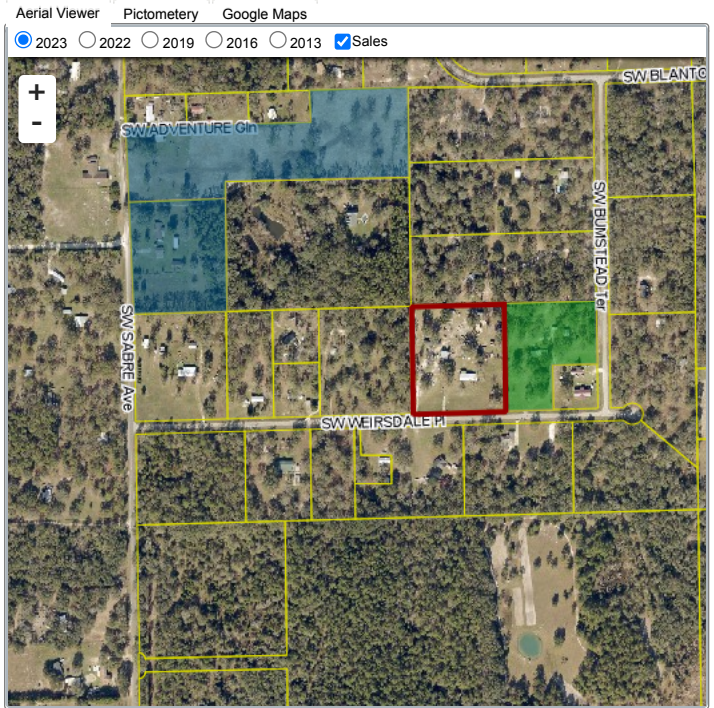 Aerial Viewer Pictometery Google Maps
2023 2022 2019 2016 2013 Sales
+
-
SW BLANTO
SW ADVENTURE Gln
SW BUMSTEAD Ter
SW SABRE Ave
SW WEIRSDALE Pl